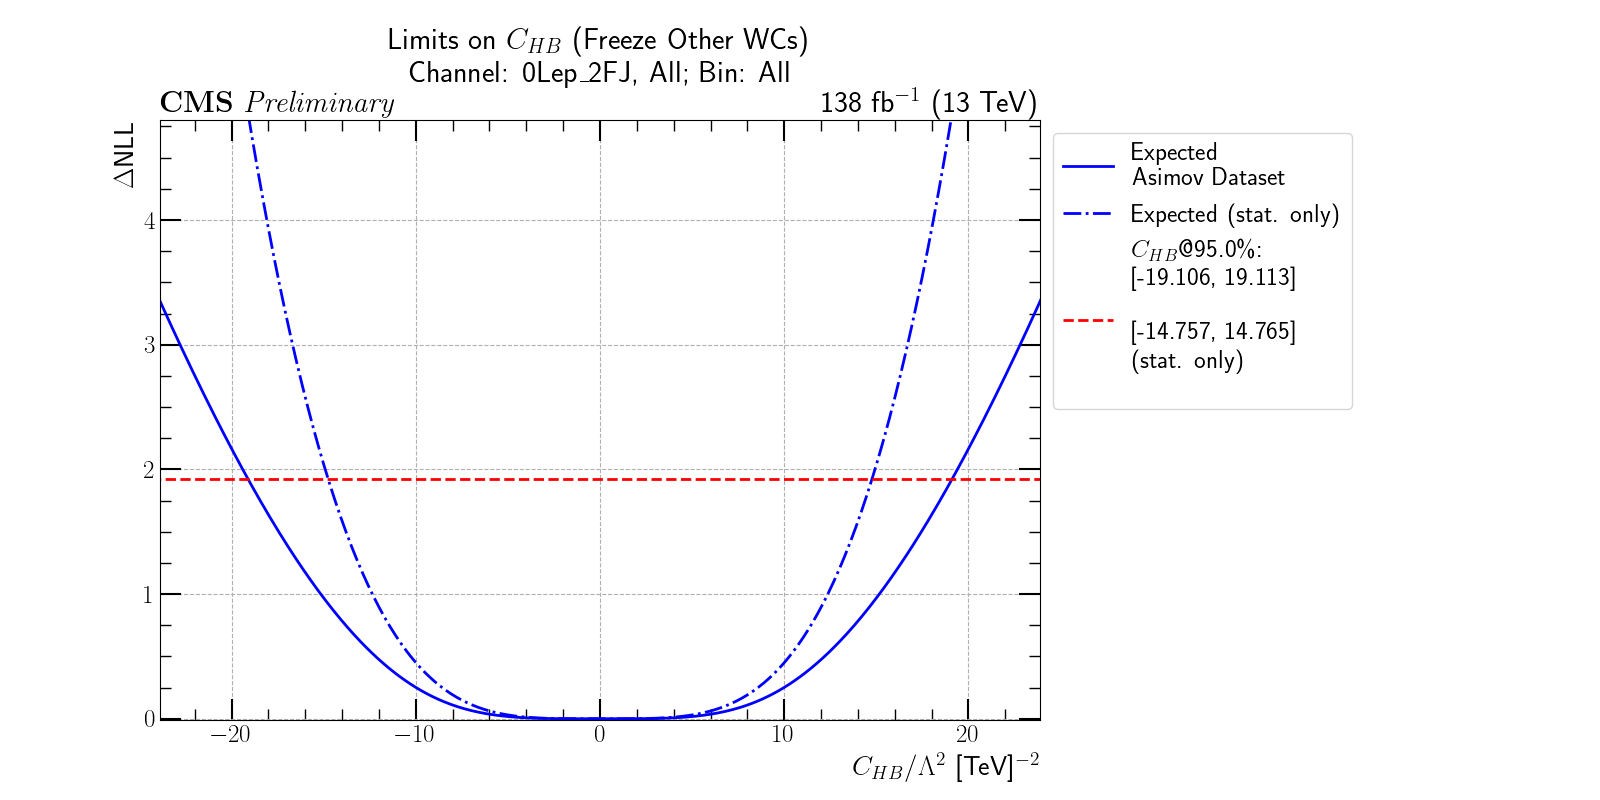 Limits on C_{HB} (Freeze Other WCs)
Channel: 0Lep_2FJ, All; Bin: All
CMS Preliminary
138 fb^{-1} (13 TeV)
ΔNLL
4
3
2
1
0
−20
−10
0
10
20
C_{HB}/Λ^{2} [TeV]^{-2}
Expected
Asimov Dataset
Expected (stat. only)
C_{HB}@95.0%:
[-19.106, 19.113]
[-14.757, 14.765]
(stat. only)